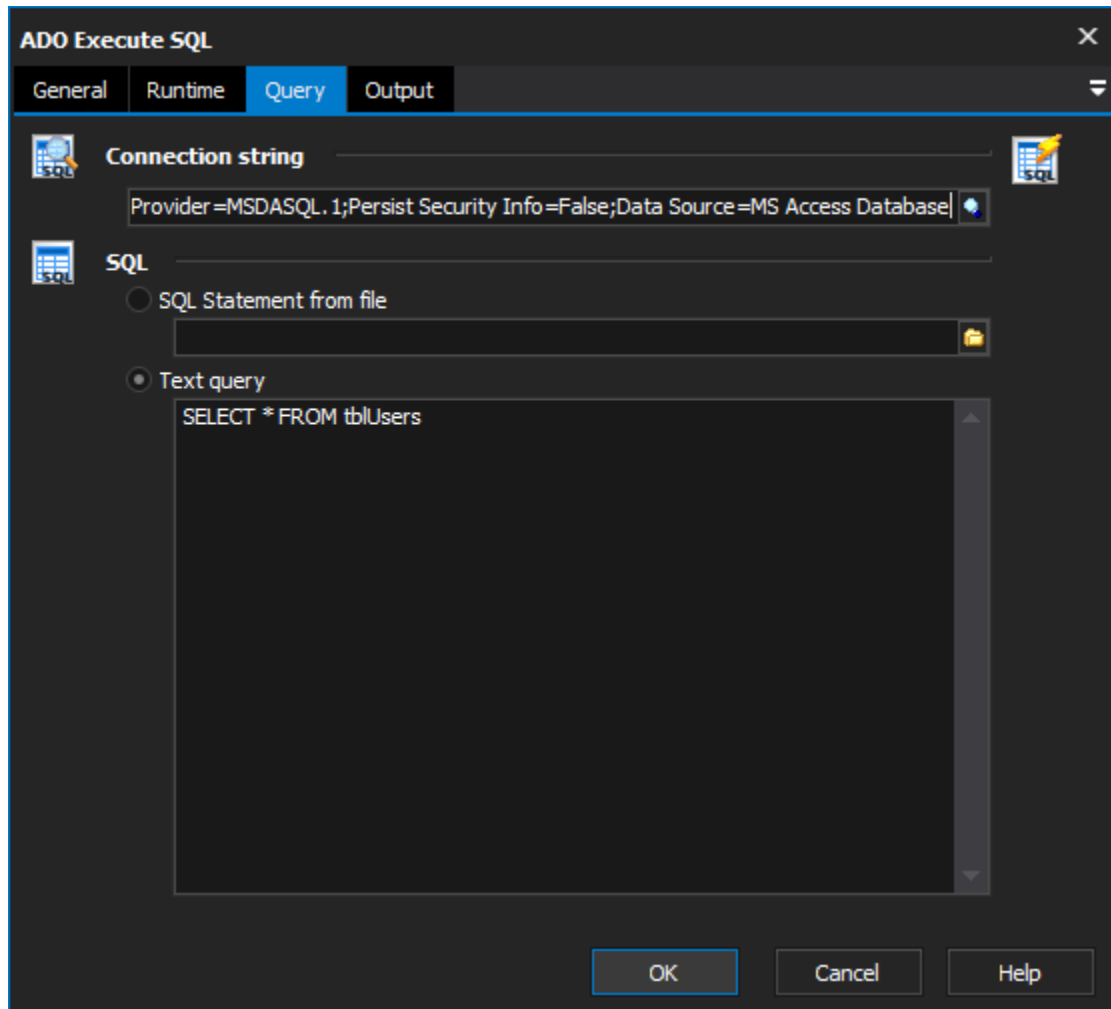 ADO Execute SQL
General Runtime Query Output
Connection string
Provider=MSDASQL.1;Persist Security Info=False;Data Source=MS Access Database
SQL
SQL Statement from file
Text query
SELECT * FROM tblUsers
OK Cancel Help